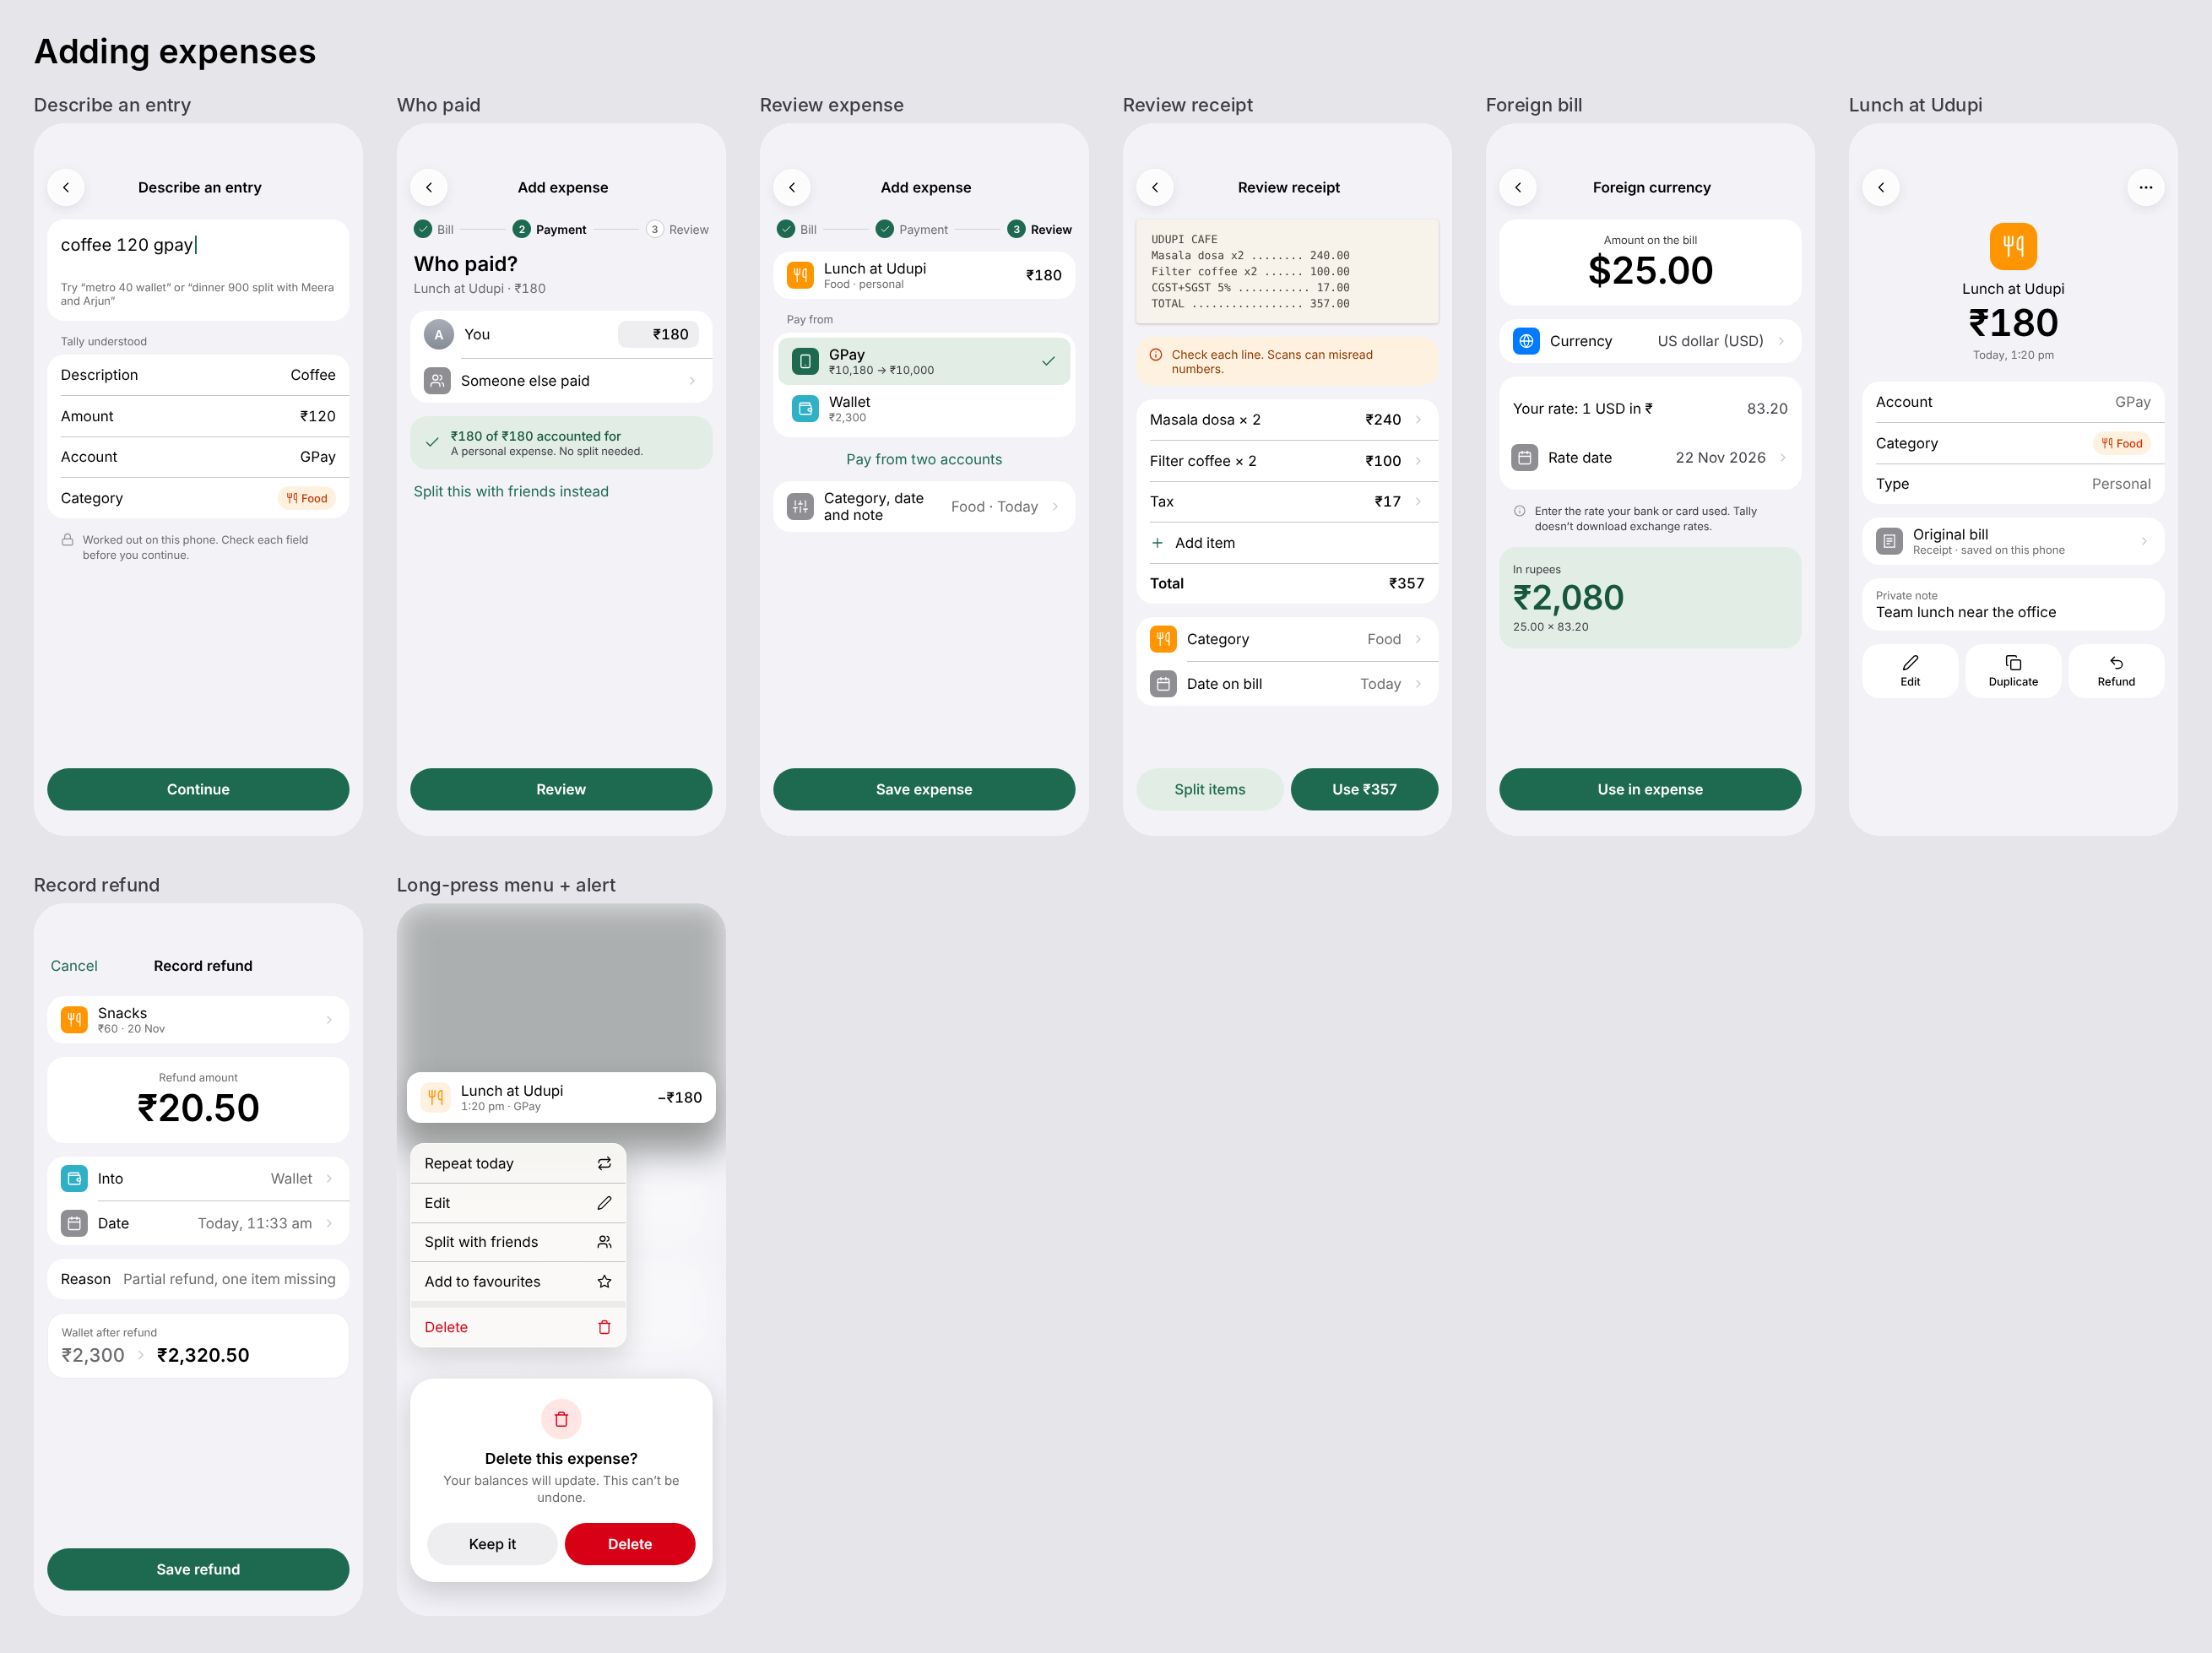 Adding expenses
Describe an entry
Describe an entry
coffee 120 gpay
Try “metro 40 wallet” or “dinner 900 split with Meera
and Arjun”
Tally understood
Description Coffee
Amount ₹120
Account GPay
Category Food
Worked out on this phone. Check each field
before you continue.
Continue
Who paid
Add expense
Bill 2 Payment 3 Review
Who paid?
Lunch at Udupi · ₹180
A You ₹180
Someone else paid
₹180 of ₹180 accounted for
A personal expense. No split needed.
Split this with friends instead
Review
Review expense
Add expense
Bill Payment 3 Review
Lunch at Udupi ₹180
Food · personal
Pay from
GPay
₹10,180 → ₹10,000
Wallet
₹2,300
Pay from two accounts
Category, date
and note Food · Today
Save expense
Review receipt
Review receipt
UDUPI CAFE
Masala dosa x2 ........ 240.00
Filter coffee x2 ...... 100.00
CGST+SGST 5% ........... 17.00
TOTAL ................. 357.00
Check each line. Scans can misread
numbers.
Masala dosa × 2 ₹240
Filter coffee × 2 ₹100
Tax ₹17
Add item
Total ₹357
Category Food
Date on bill Today
Split items Use ₹357
Foreign bill
Foreign currency
Amount on the bill
$25.00
Currency US dollar (USD)
Your rate: 1 USD in ₹ 83.20
Rate date 22 Nov 2026
Enter the rate your bank or card used. Tally
doesn’t download exchange rates.
In rupees
₹2,080
25.00 × 83.20
Use in expense
Lunch at Udupi
Lunch at Udupi
₹180
Today, 1:20 pm
Account GPay
Category Food
Type Personal
Original bill
Receipt · saved on this phone
Private note
Team lunch near the office
Edit Duplicate Refund
Record refund
Cancel Record refund
Snacks
₹60 · 20 Nov
Refund amount
₹20.50
Into Wallet
Date Today, 11:33 am
Reason Partial refund, one item missing
Wallet after refund
₹2,300 ₹2,320.50
Save refund
Long-press menu + alert
Lunch at Udupi −₹180
1:20 pm · GPay
Repeat today
Edit
Split with friends
Add to favourites
Delete
Delete this expense?
Your balances will update. This can’t be
undone.
Keep it Delete